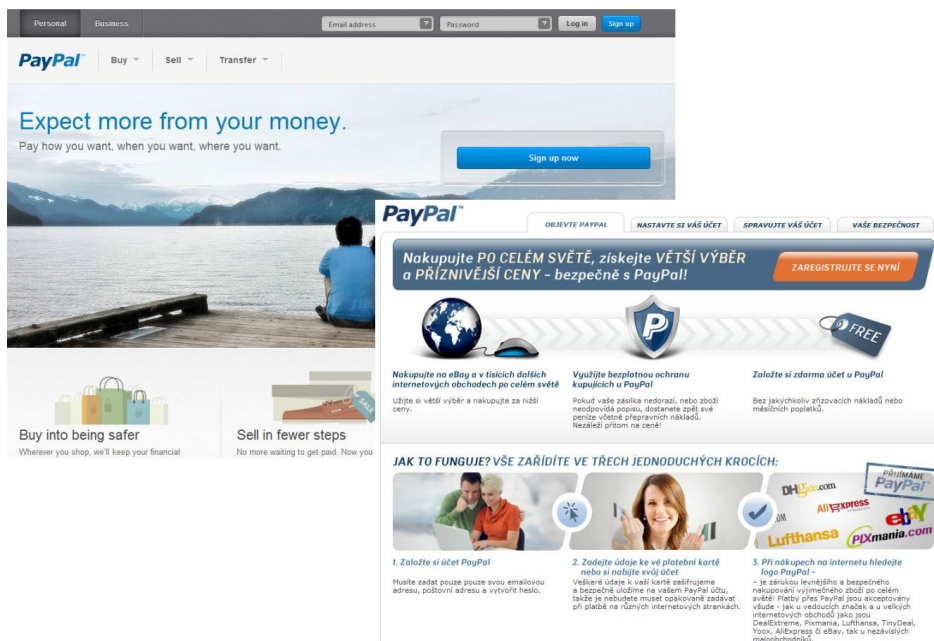 Personal Business Email address ? Password ? Log in Sign up
PayPal™ Buy Sell Transfer
Expect more from your money.
Pay how you want, when you want, where you want.
Sign up now
Buy into being safer
Wherever you shop, we'll keep your financial
SALE
Sell in fewer steps
No more waiting to get paid. Now you
PayPal™
OBJEVTE PAYPAL NASTAVTE SI VÁŠ ÚČET SPRAVUJTE VÁŠ ÚČET VAŠE BEZPEČNOST
Nakupujte PO CELÉM SVĚTĚ, získejte VĚTŠÍ VÝBĚR
a PŘÍZNIVĚJŠÍ CENY - bezpečně s PayPal!
ZAREGISTRUJTE SE NYNÍ
P
FREE
Nakupujte na eBay a v tisících dalších
internetových obchodech po celém světě
Užijte si větší výběr a nakupujte za nižší
ceny.
Využijte bezplatnou ochranu
kupujících u PayPal
Pokud vaše zásilka nedorazí, nebo zboží
neodpovídá popisu, dostanete zpět své
peníze včetně přepravních nákladů.
Nezáleží přitom na ceně!
Založte si zdarma účet u PayPal
Bez jakýchkoliv zřizovacích nákladů nebo
měsíčních poplatků.
JAK TO FUNGUJE? VŠE ZAŘÍDÍTE VE TŘECH JEDNODUCHÝCH KROCÍCH:
PŘIJÍMÁME
PayPal™
DHgate.com
.COM AliExpress
ebay
Lufthansa PIXmania.com
1. Založte si účet PayPal
Musíte zadat pouze pouze svou emailovou
adresu, poštovní adresu a vytvořit heslo.
2. Zadejte údaje ke vé platební kartě
nebo si nabijte svůj účet
Veškeré údaje k vaší kartě zašifrujeme
a bezpečně uložíme na vašem PayPal účtu,
takže je nebudete muset opakovaně zadávat
při platbě na různých internetových stránkách.
3. Při nákupech na internetu hledejte
logo PayPal –
– je zárukou levnějšího a bezpečného
nakupování výjimečného zboží po celém
světě! Platby přes PayPal jsou akceptovány
všude - jak u vedoucích značek a u velkých
internetových obchodů jako jsou
DealExtreme, Pixmania, Lufthansa, TinyDeal,
Yoox, AliExpress či eBay, tak u nezávislých
maloobchodníků.